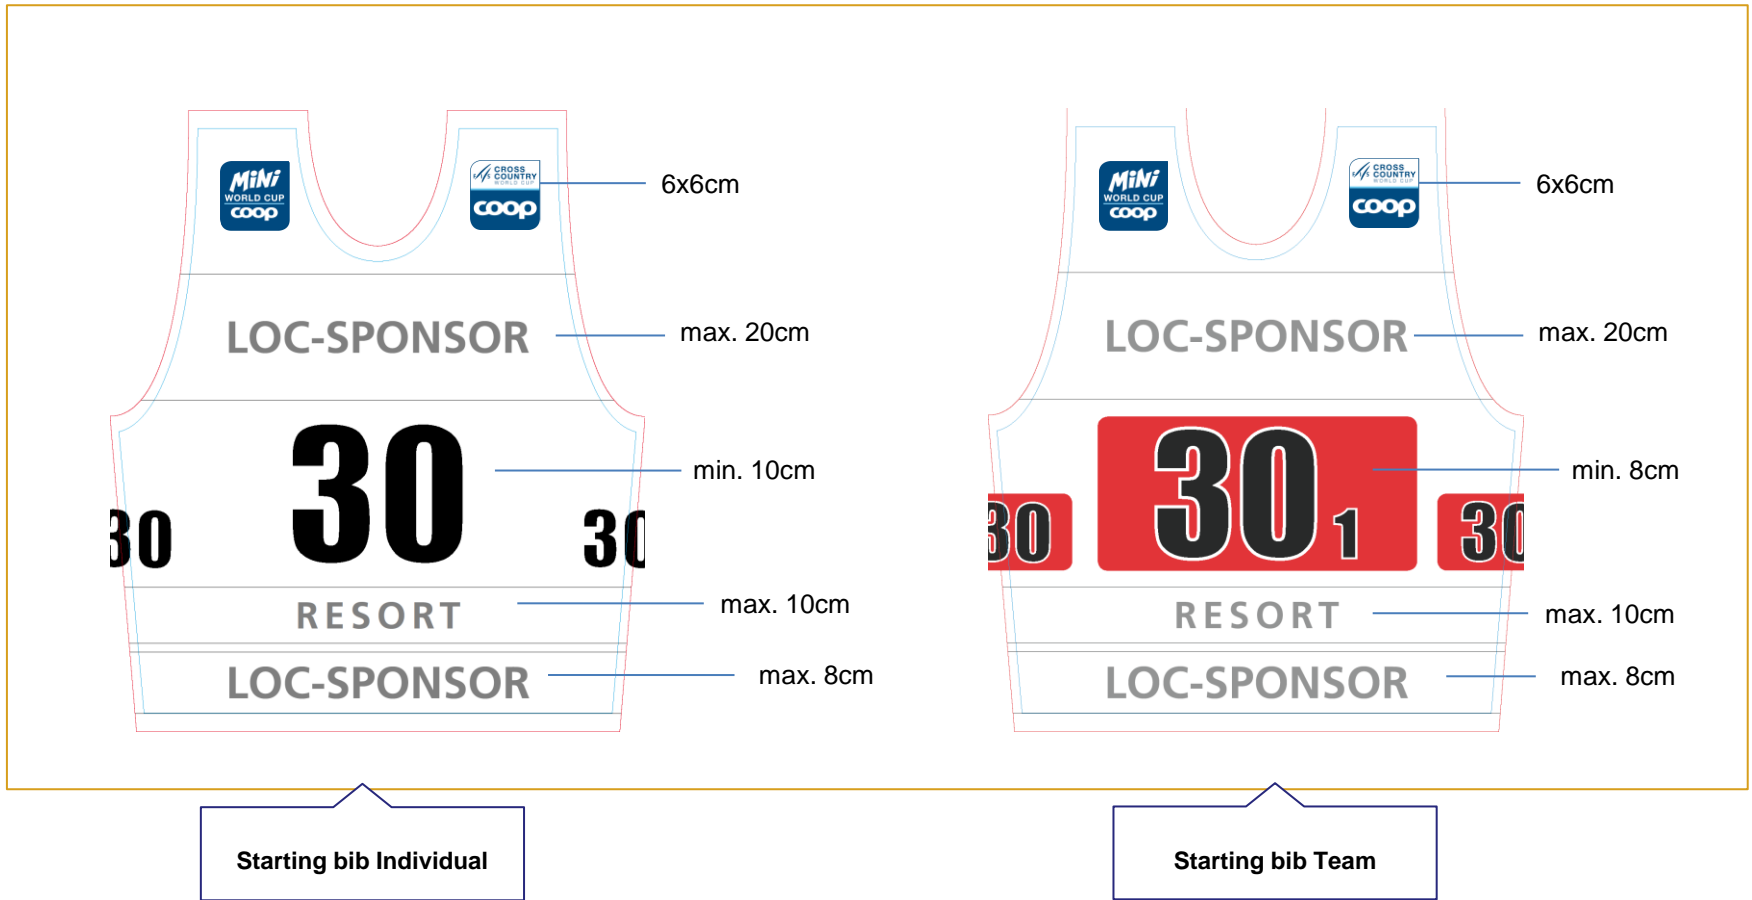 MiNi
WORLD CUP
coop
CROSS
COUNTRY
WORLD CUP
coop
6x6cm
LOC-SPONSOR
max. 20cm
30
min. 10cm
30
30
RESORT
max. 10cm
LOC-SPONSOR
max. 8cm
Starting bib Individual
MiNi
WORLD CUP
coop
CROSS
COUNTRY
WORLD CUP
coop
6x6cm
LOC-SPONSOR
max. 20cm
30 1
min. 8cm
30
30
RESORT
max. 10cm
LOC-SPONSOR
max. 8cm
Starting bib Team